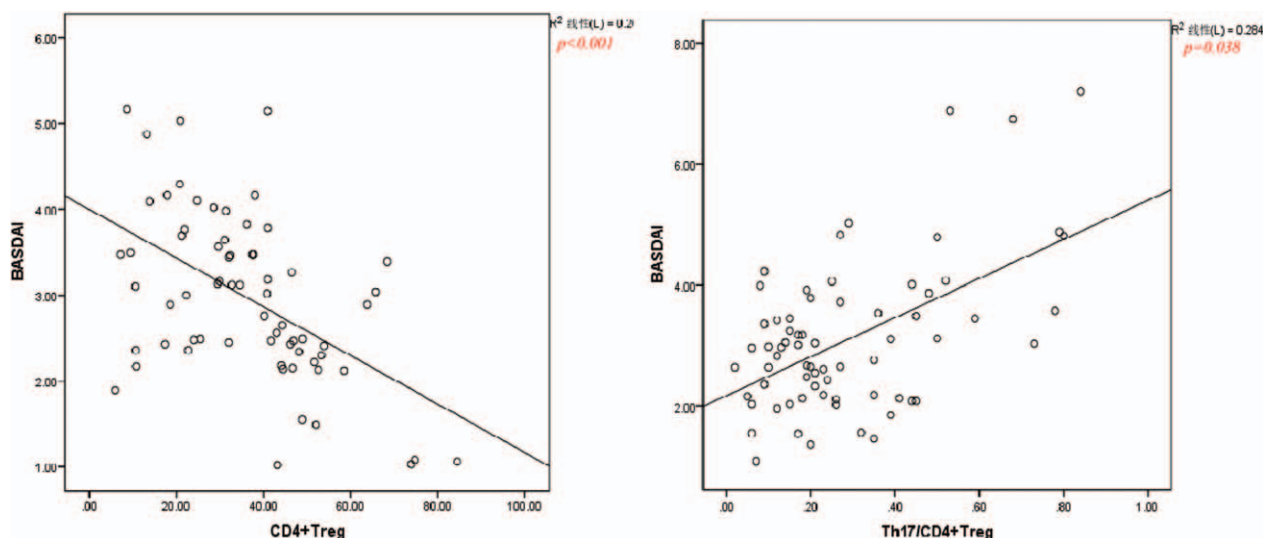 R² 线性(L) = 0.2
p<0.001
6.00
5.00
4.00
3.00
2.00
1.00
BASDAI
.00 20.00 40.00 60.00 80.00 100.00
CD4+Treg
R² 线性(L) = 0.284
p=0.038
8.00
6.00
4.00
2.00
BASDAI
.00 .20 .40 .60 .80 1.00
Th17/CD4+Treg